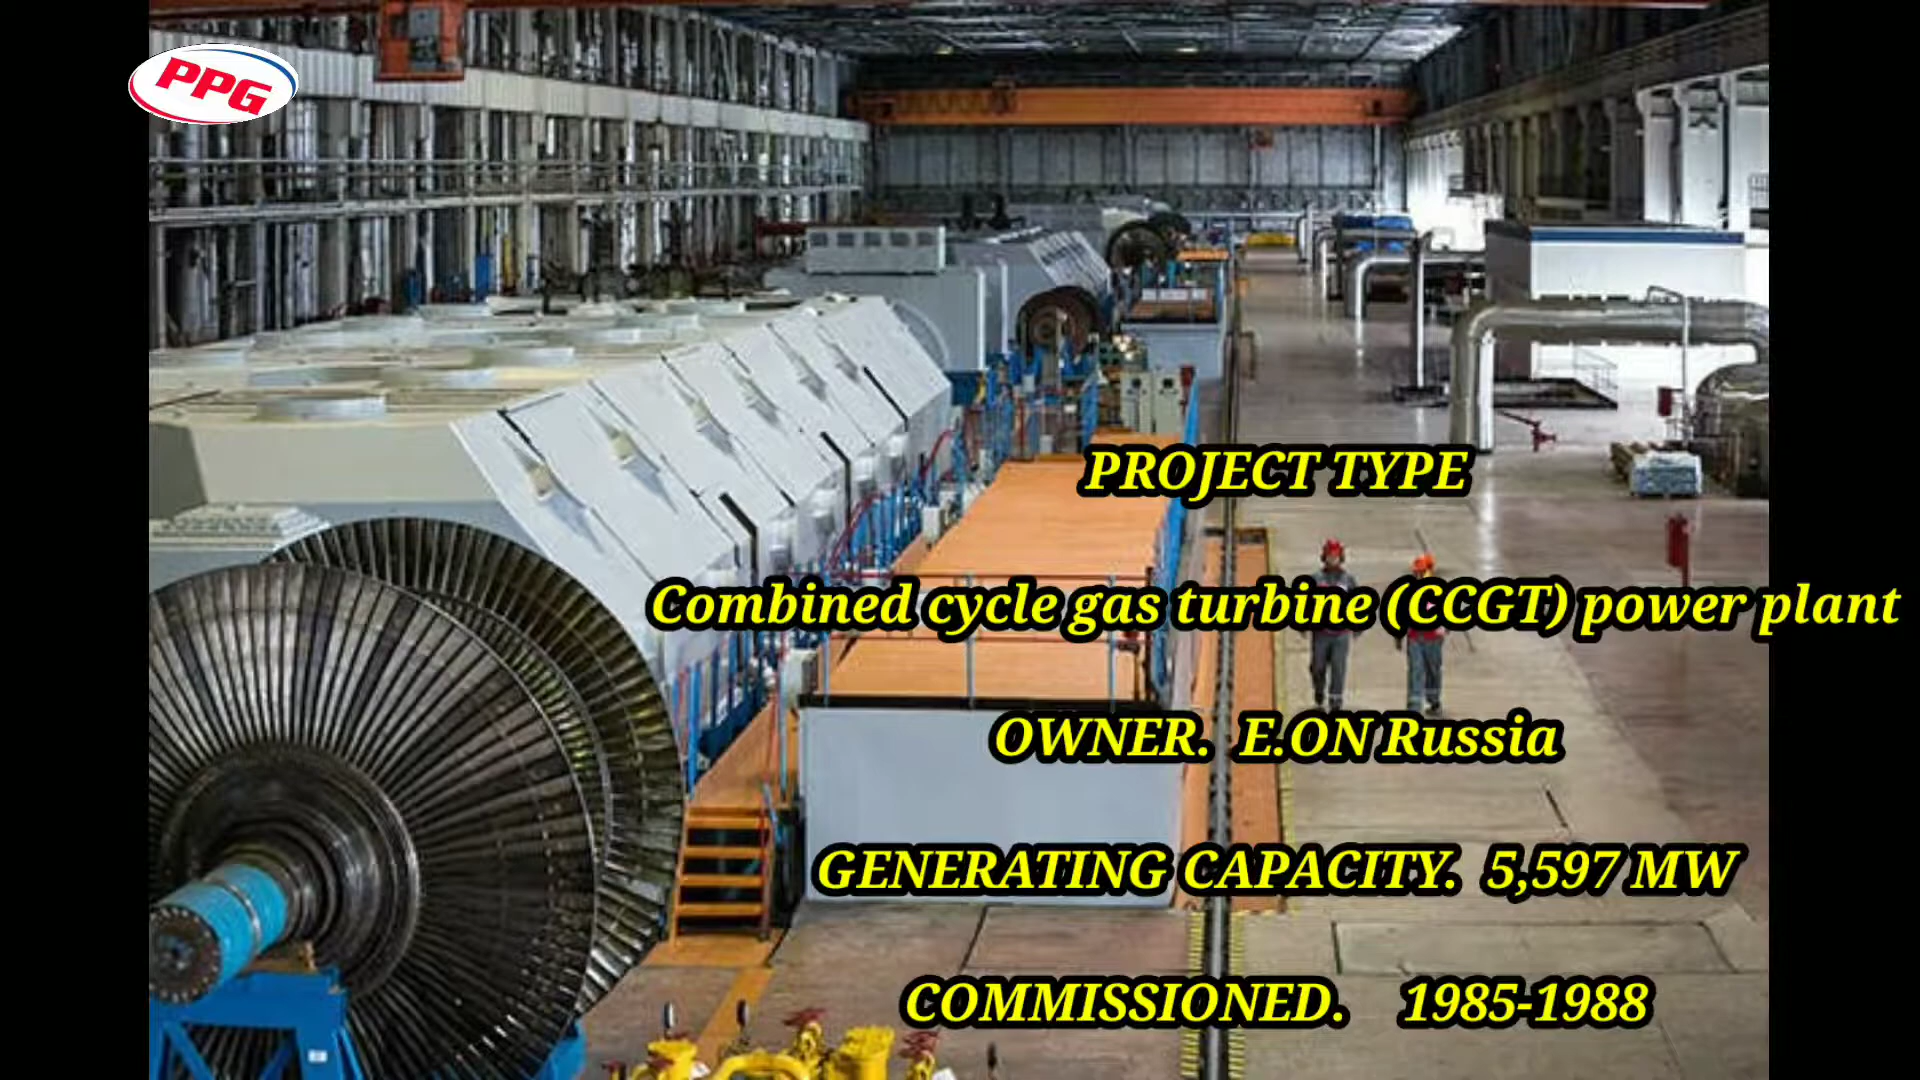 PPG
PROJECT TYPE
Combined cycle gas turbine (CCGT) power plant
OWNER. E.ON Russia
GENERATING CAPACITY. 5,597 MW
COMMISSIONED. 1985-1988